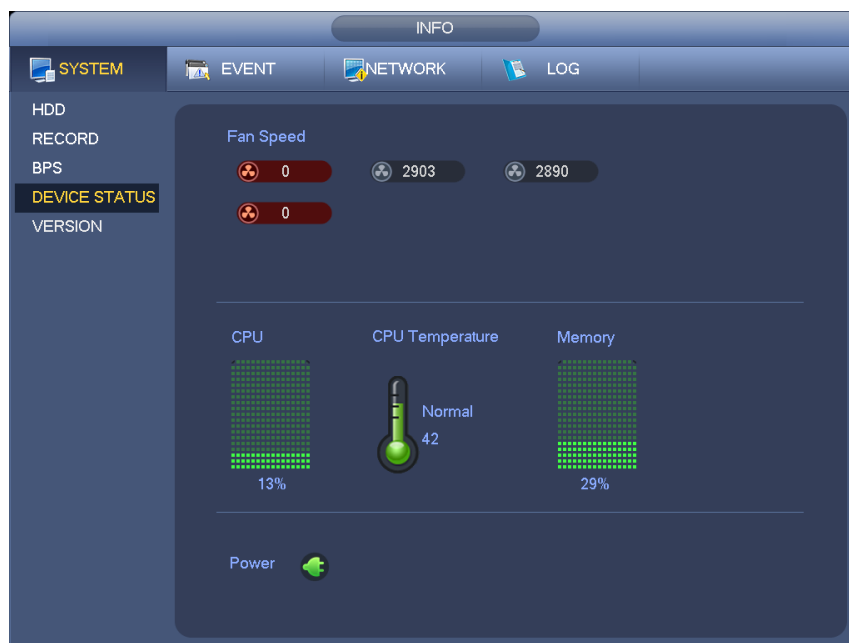 INFO
SYSTEM EVENT NETWORK LOG
HDD
RECORD
BPS
DEVICE STATUS
VERSION
Fan Speed
0 2903 2890
0
CPU CPU Temperature Memory
Normal
42
13% 29%
Power